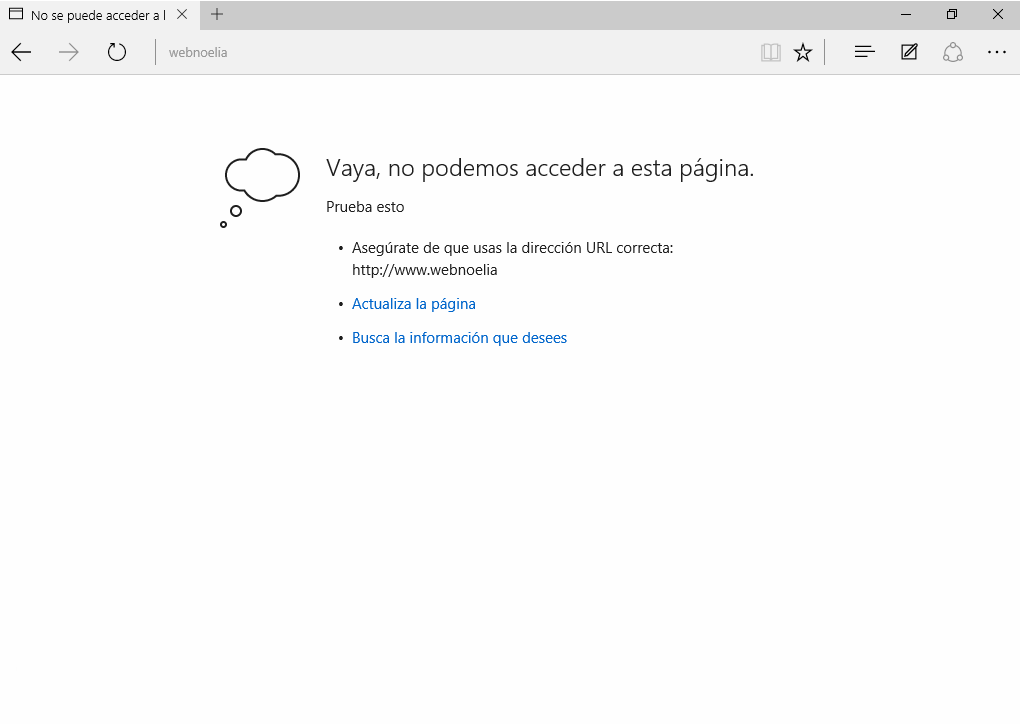 No se puede acceder a l
webnoelia
Vaya, no podemos acceder a esta página.
Prueba esto
• Asegúrate de que usas la dirección URL correcta:
http://www.webnoelia
• Actualiza la página
• Busca la información que desees